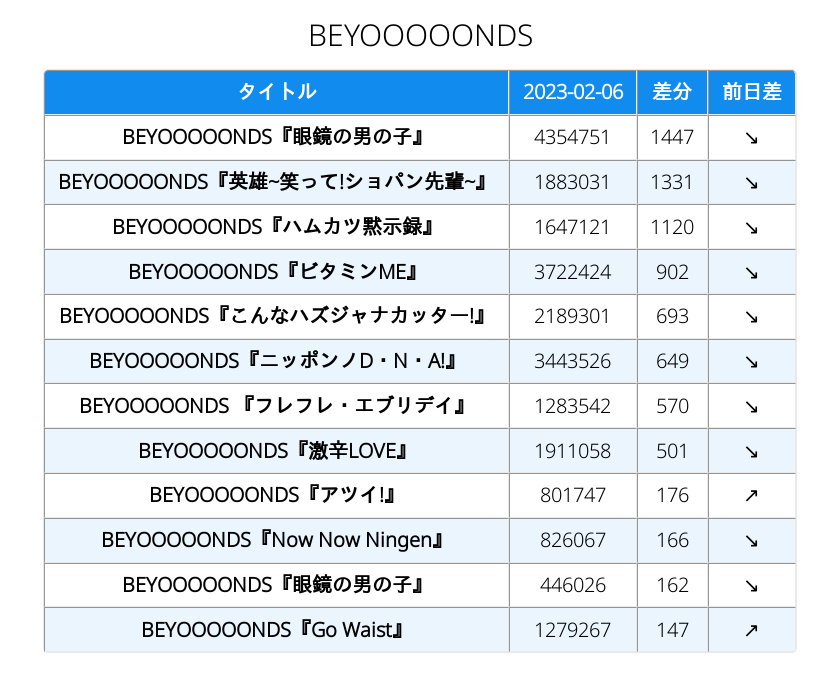 BEYOOOOONDS
タイトル 2023-02-06 差分 前日差
BEYOOOOONDS『眼鏡の男の子』 4354751 1447 ↘
BEYOOOOONDS『英雄~笑って!ショパン先輩~』 1883031 1331 ↘
BEYOOOOONDS『ハムカツ黙示録』 1647121 1120 ↘
BEYOOOOONDS『ビタミンME』 3722424 902 ↘
BEYOOOOONDS『こんなハズジャナカッター!』 2189301 693 ↘
BEYOOOOONDS『ニッポンノD・N・A!』 3443526 649 ↘
BEYOOOOONDS 『フレフレ・エブリデイ』 1283542 570 ↘
BEYOOOOONDS『激辛LOVE』 1911058 501 ↘
BEYOOOOONDS『アツイ!』 801747 176 ↗
BEYOOOOONDS『Now Now Ningen』 826067 166 ↘
BEYOOOOONDS『眼鏡の男の子』 446026 162 ↘
BEYOOOOONDS『Go Waist』 1279267 147 ↗